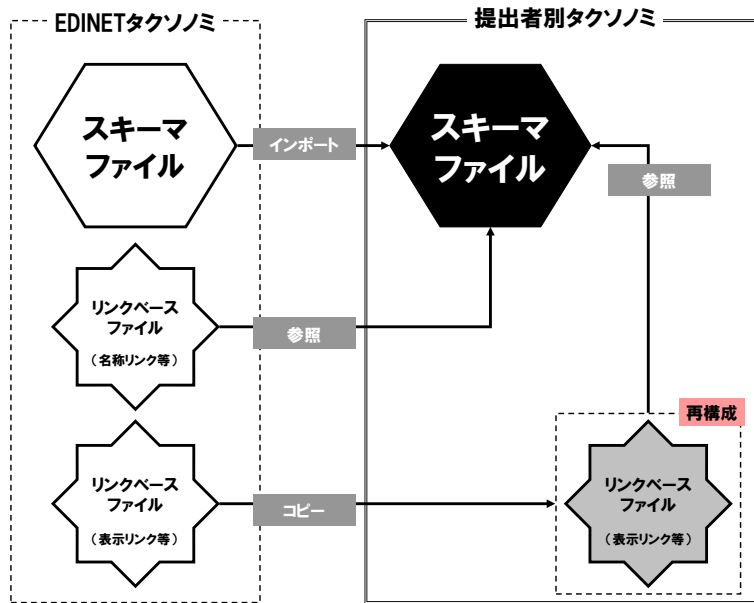 EDINETタクソノミ
提出者別タクソノミ
スキーマ
ファイル
インポート
スキーマ
ファイル
参照
リンクベース
ファイル
(名称リンク等)
参照
再構成
リンクベース
ファイル
(表示リンク等)
コピー
リンクベース
ファイル
(表示リンク等)